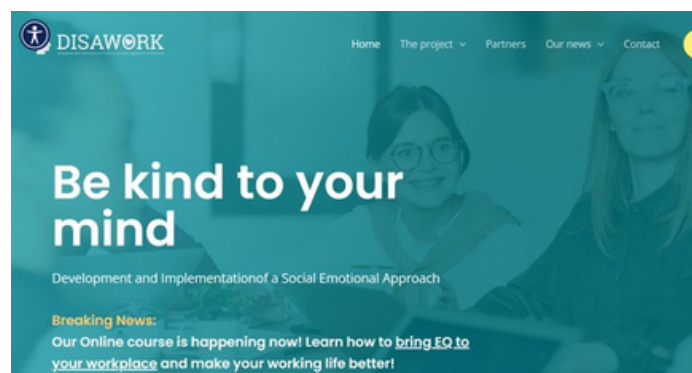 DISAWORK
Home The project Partners Our news Contact
Be kind to your
mind
Development and Implementationof a Social Emotional Approach
Breaking News:
Our Online course is happening now! Learn how to bring EQ to
your workplace and make your working life better!